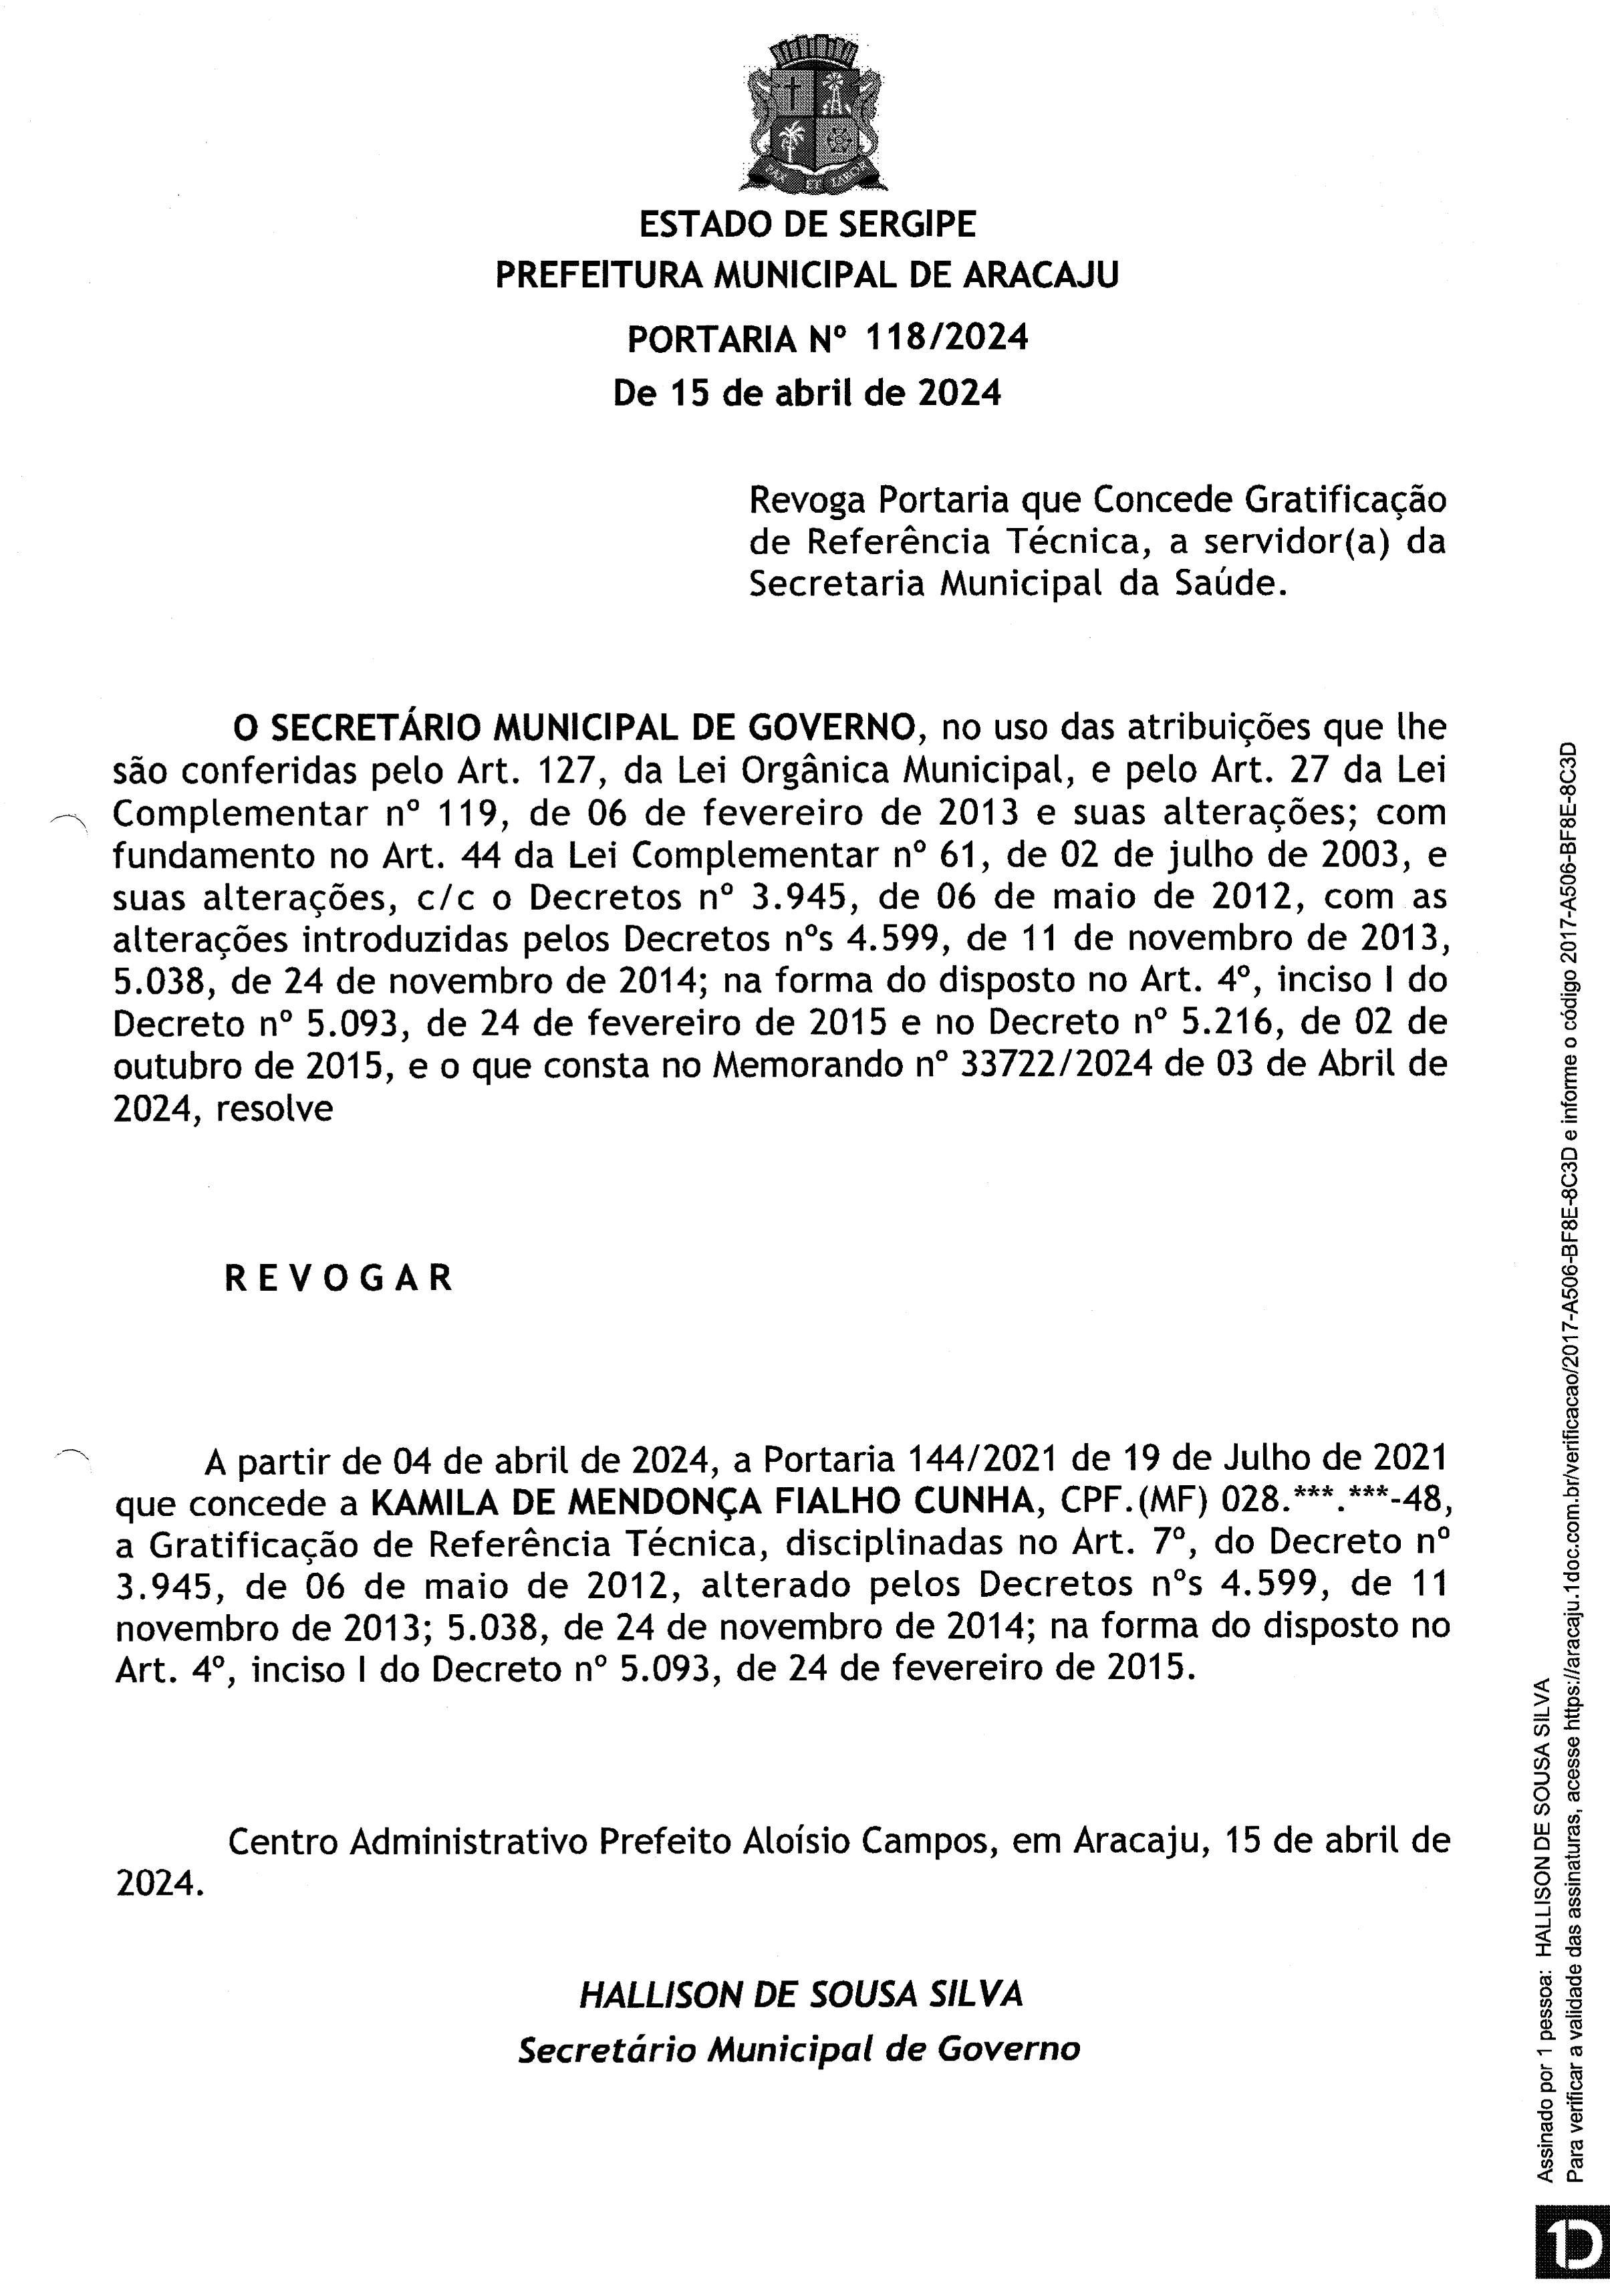 PAX ET LABOR
ESTADO DE SERGIPE
PREFEITURA MUNICIPAL DE ARACAJU
PORTARIA Nº 118/2024
De 15 de abril de 2024
Revoga Portaria que Concede Gratificação
de Referência Técnica, a servidor(a) da
Secretaria Municipal da Saúde.
O SECRETÁRIO MUNICIPAL DE GOVERNO, no uso das atribuições que lhe
são conferidas pelo Art. 127, da Lei Orgânica Municipal, e pelo Art. 27 da Lei
Complementar nº 119, de 06 de fevereiro de 2013 e suas alterações; com
fundamento no Art. 44 da Lei Complementar nº 61, de 02 de julho de 2003, e
suas alterações, c/c o Decretos nº 3.945, de 06 de maio de 2012, com as
alterações introduzidas pelos Decretos nºs 4.599, de 11 de novembro de 2013,
5.038, de 24 de novembro de 2014; na forma do disposto no Art. 4º, inciso I do
Decreto nº 5.093, de 24 de fevereiro de 2015 e no Decreto nº 5.216, de 02 de
outubro de 2015, e o que consta no Memorando nº 33722/2024 de 03 de Abril de
2024, resolve
R E V O G A R
A partir de 04 de abril de 2024, a Portaria 144/2021 de 19 de Julho de 2021
que concede a KAMILA DE MENDONÇA FIALHO CUNHA, CPF.(MF) 028.***.***-48,
a Gratificação de Referência Técnica, disciplinadas no Art. 7º, do Decreto nº
3.945, de 06 de maio de 2012, alterado pelos Decretos nºs 4.599, de 11
novembro de 2013; 5.038, de 24 de novembro de 2014; na forma do disposto no
Art. 4º, inciso I do Decreto nº 5.093, de 24 de fevereiro de 2015.
Centro Administrativo Prefeito Aloísio Campos, em Aracaju, 15 de abril de
2024.
HALLISON DE SOUSA SILVA
Secretário Municipal de Governo
Assinado por 1 pessoa: HALLISON DE SOUSA SILVA
Para verificar a validade das assinaturas, acesse https://aracaju.1doc.com.br/verificacao/2017-A506-BF8E-8C3D e informe o código 2017-A506-BF8E-8C3D
1D